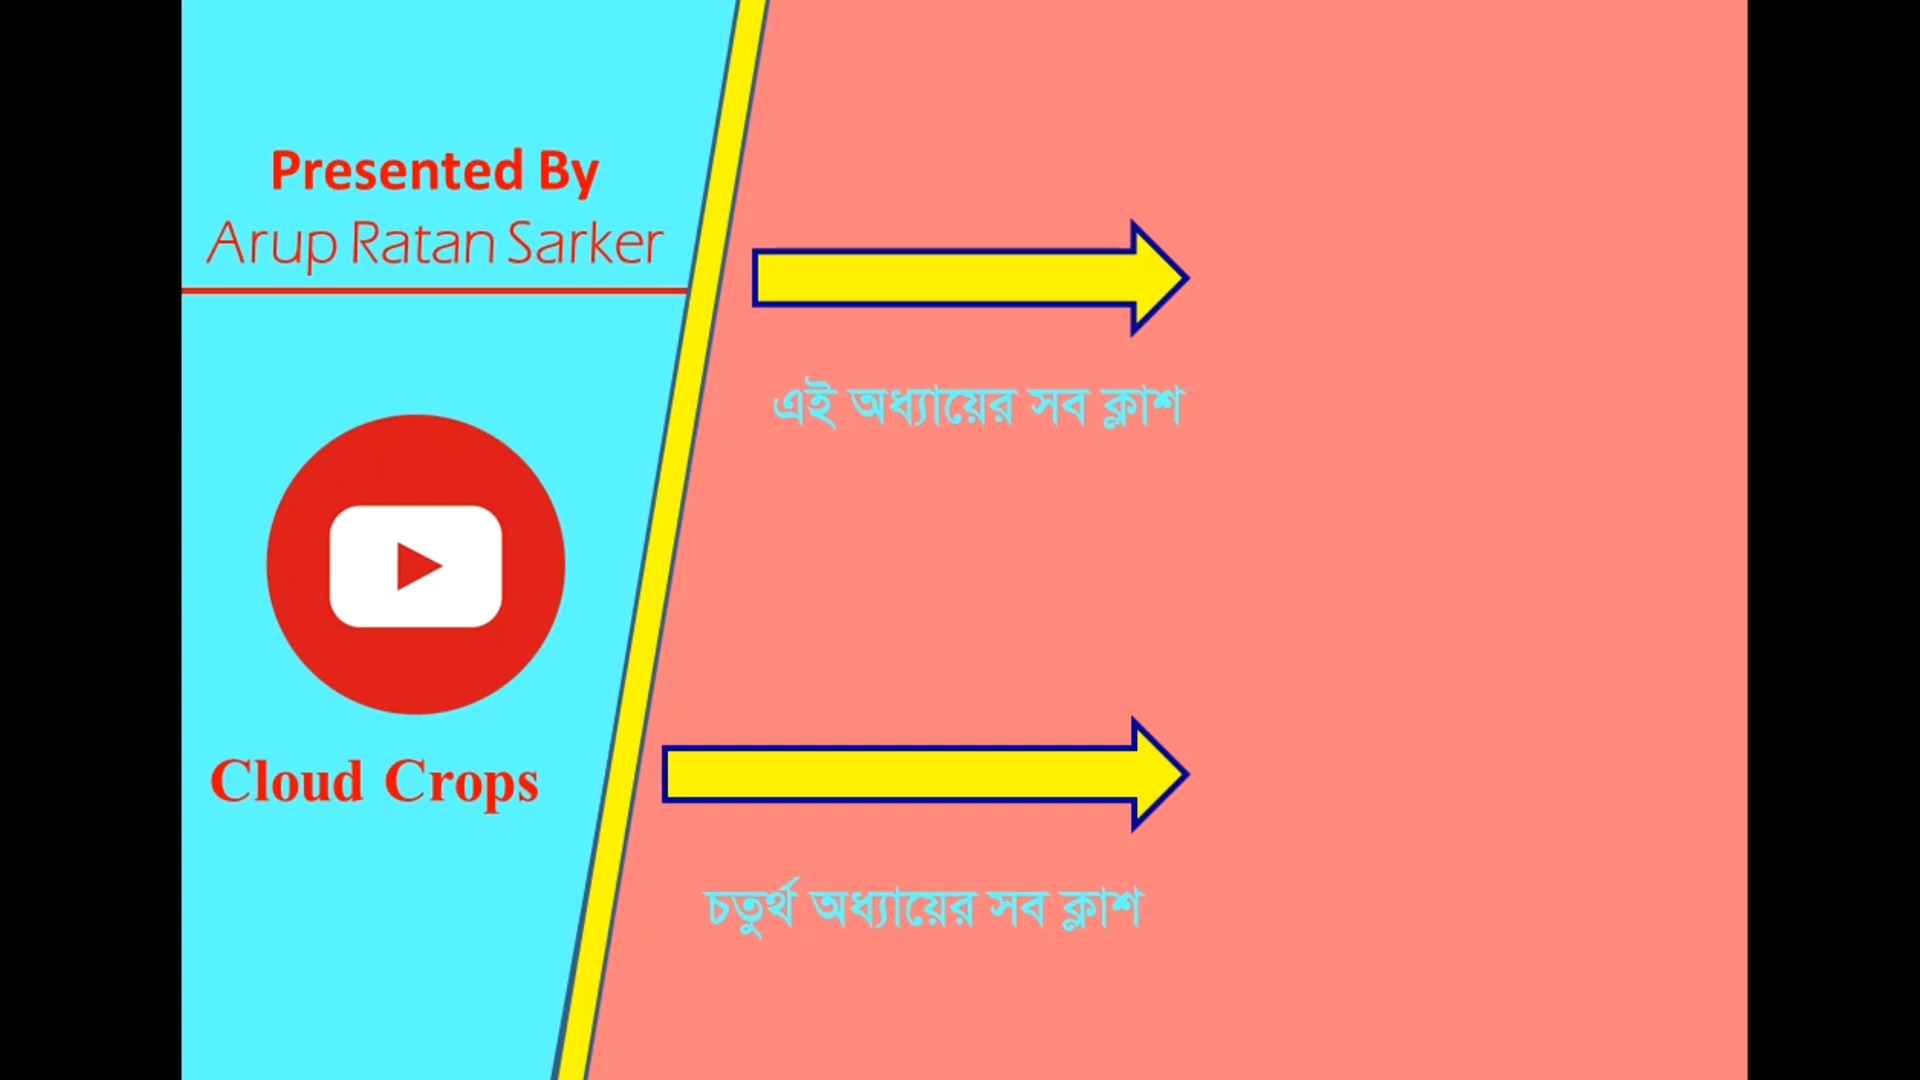 Presented By
Arup Ratan Sarker
Cloud Crops
এই অধ্যায়ের সব ক্লাশ
চতুর্থ অধ্যায়ের সব ক্লাশ